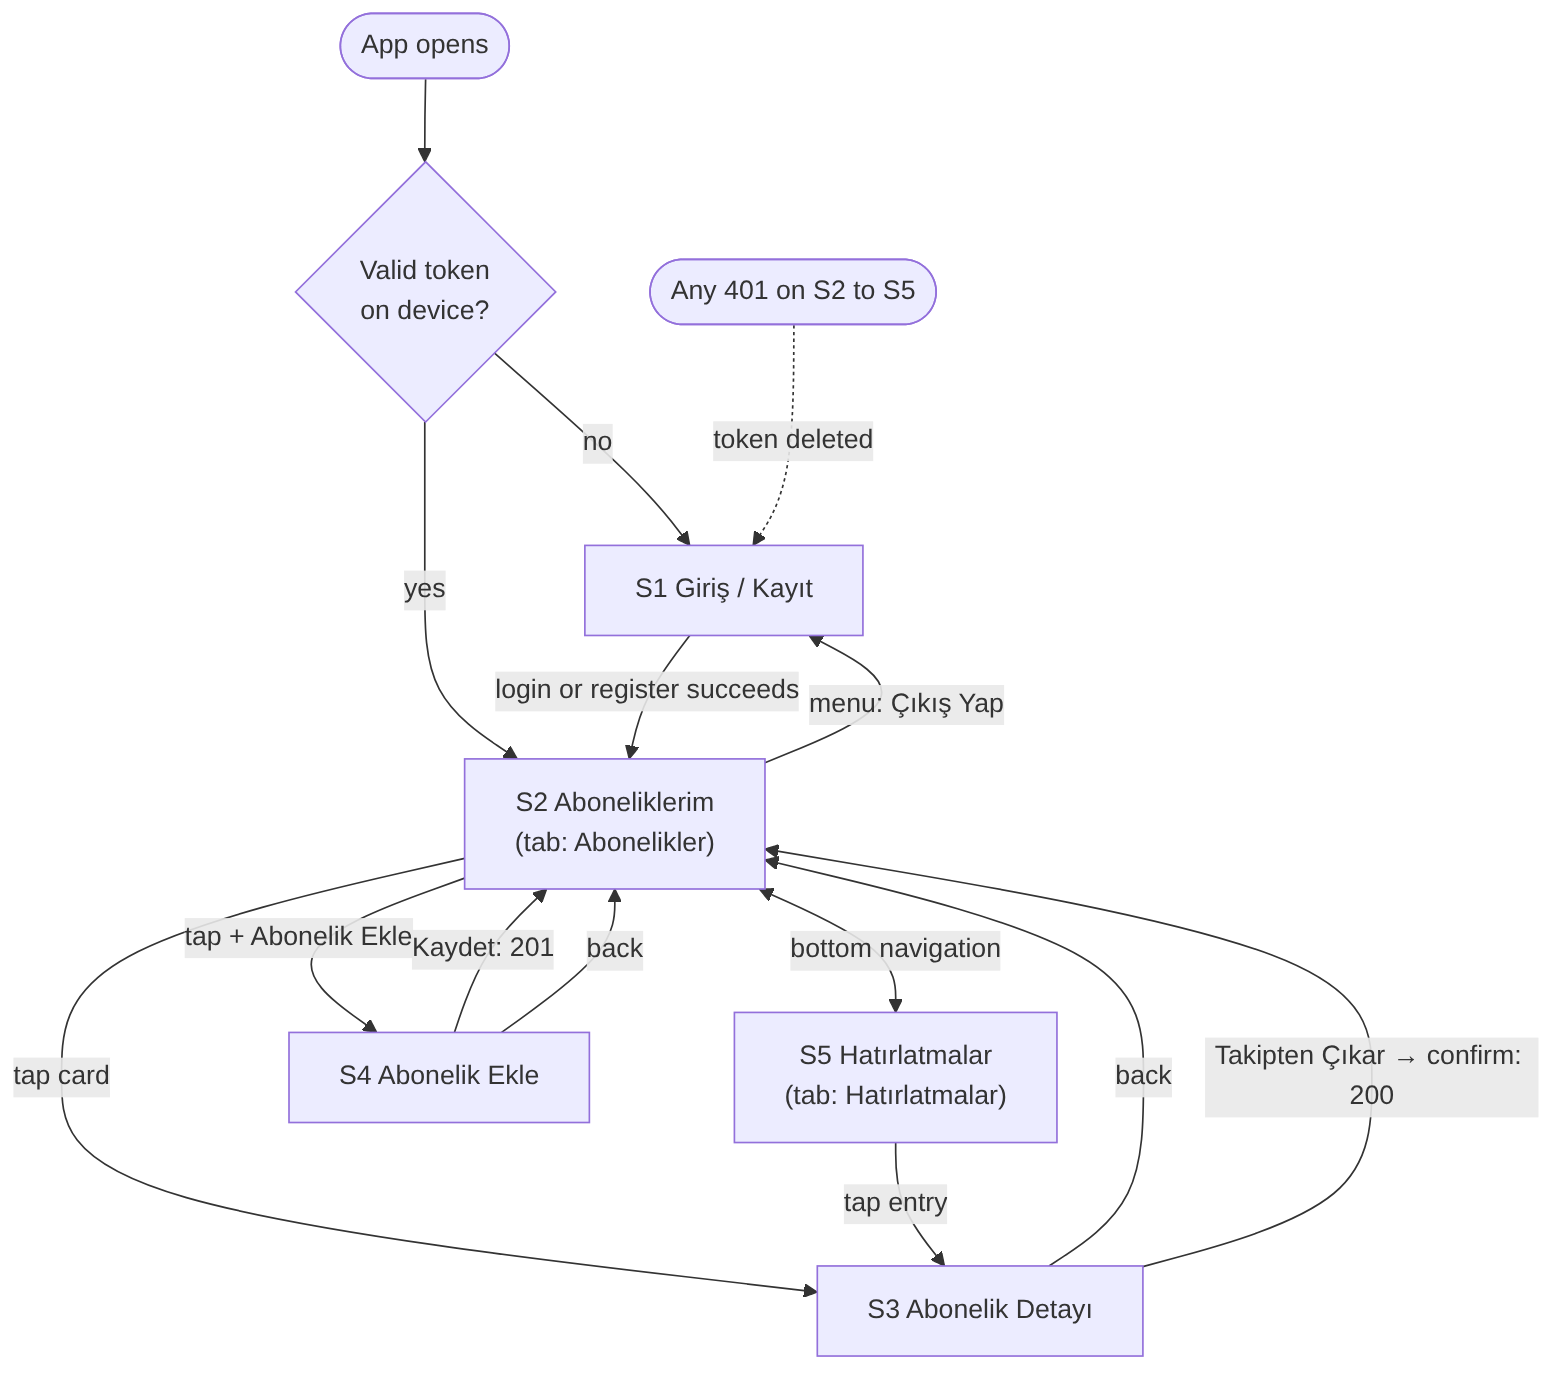 App opens
Valid token
on device?
Any 401 on S2 to S5
no
token deleted
yes
S1 Giriş / Kayıt
login or register succeeds
menu: Çıkış Yap
S2 Aboneliklerim
(tab: Abonelikler)
tap + Abonelik Ekle
Kaydet: 201
back
bottom navigation
tap card
S4 Abonelik Ekle
S5 Hatırlatmalar
(tab: Hatırlatmalar)
back
Takipten Çıkar → confirm:
200
tap entry
S3 Abonelik Detayı